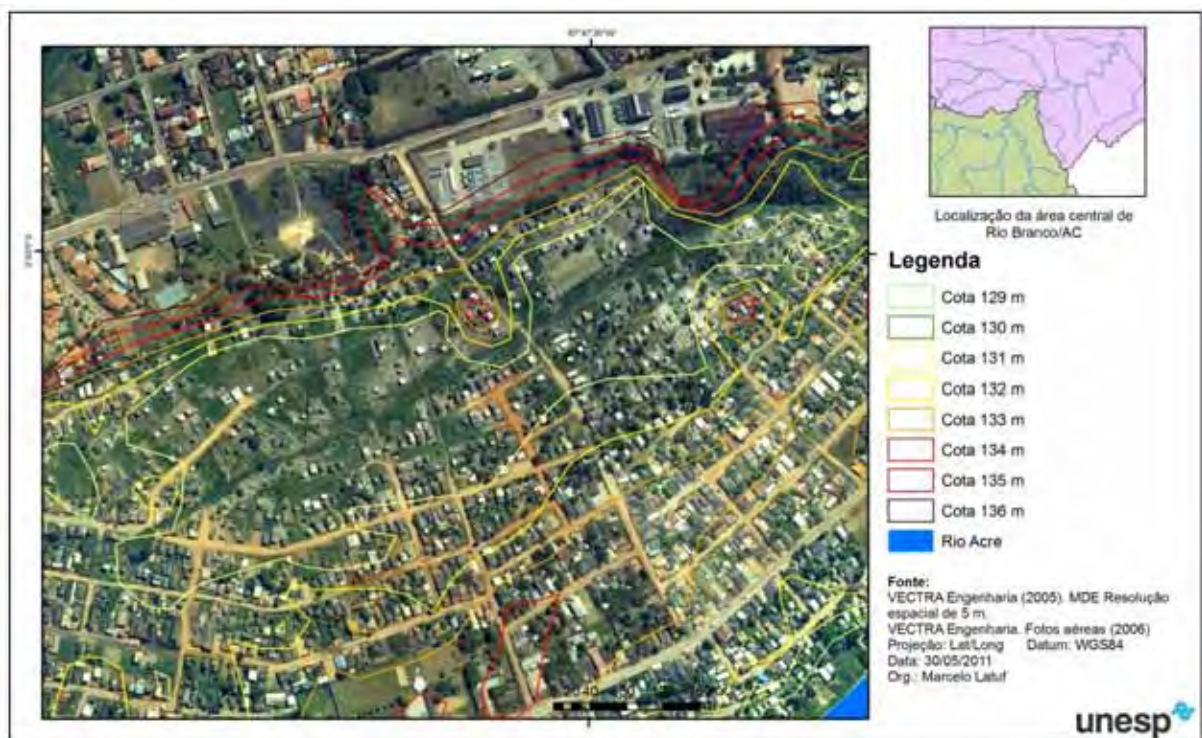 Localização da área central de
Rio Branco/AC
Legenda
Cota 129 m
Cota 130 m
Cota 131 m
Cota 132 m
Cota 133 m
Cota 134 m
Cota 135 m
Cota 136 m
Rio Acre
Fonte:
VECTRA Engenharia (2005). MDE Resolução
espacial de 5 m.
VECTRA Engenharia. Fotos aéreas (2006)
Projeção: Lat/Long Datum: WGS84
Data: 30/05/2011
Org.: Marcelo Latuf
unesp